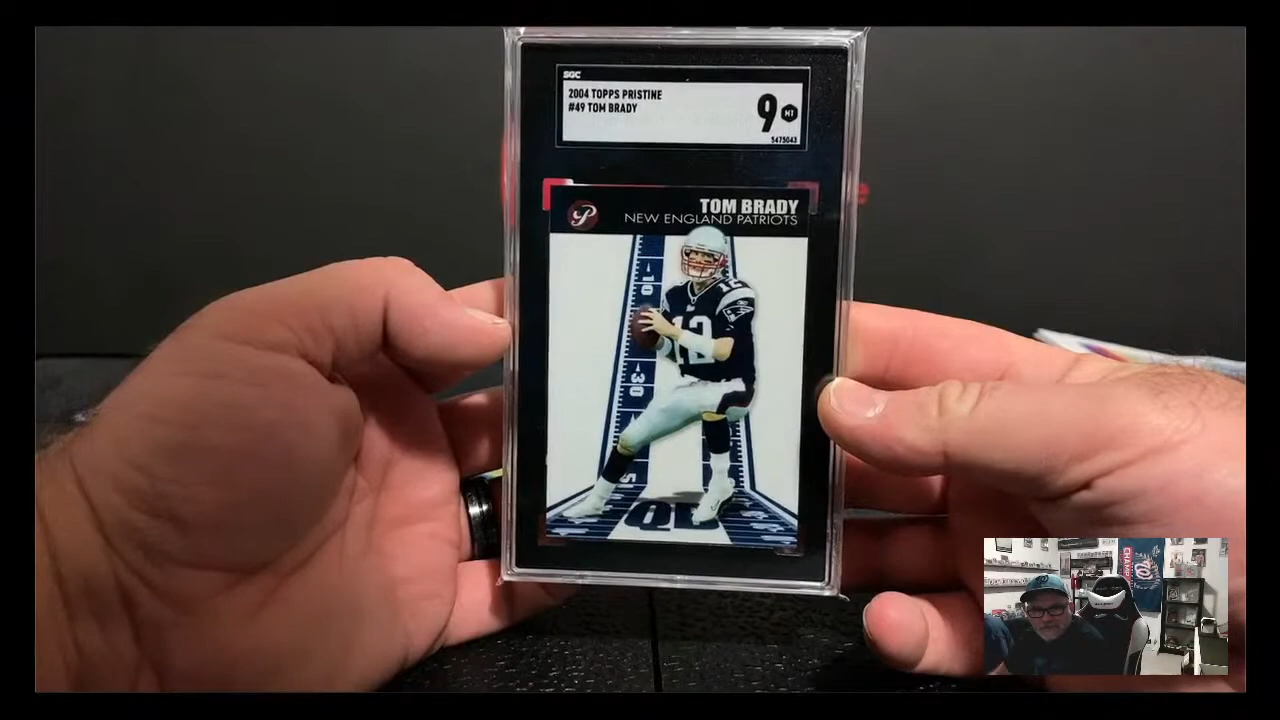 SGC
2004 TOPPS PRISTINE
#49 TOM BRADY
9 MT
5475043
P
TOM BRADY
NEW ENGLAND PATRIOTS
10
12
12
30
QB